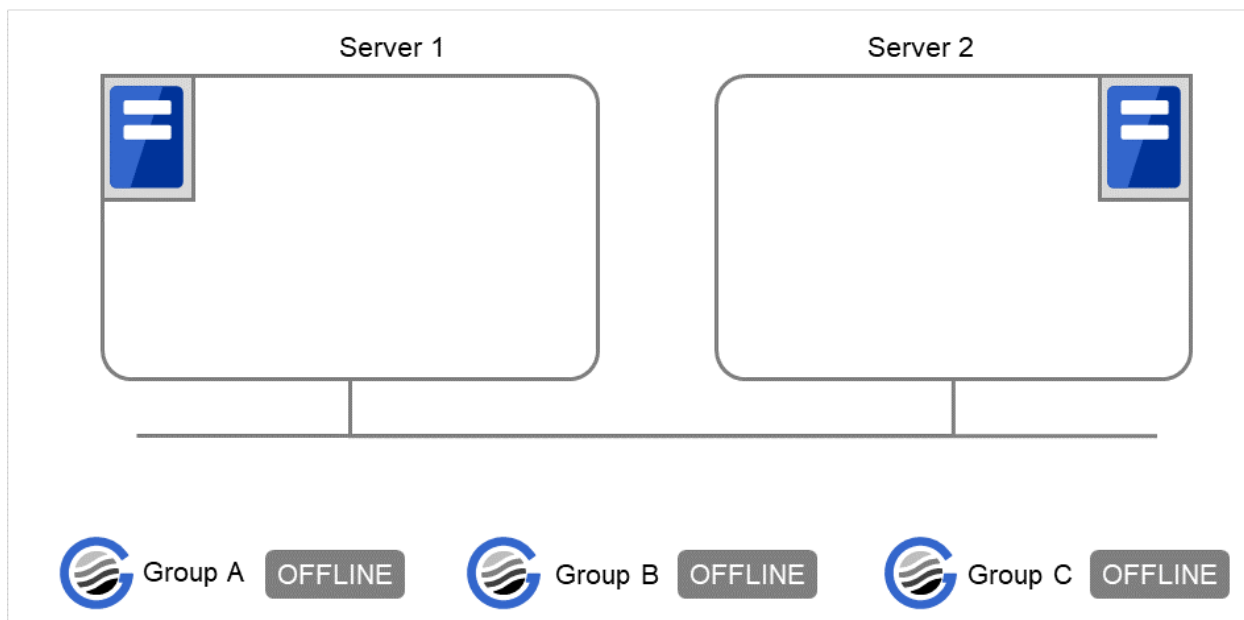 Server 1
Server 2
Group A
OFFLINE
Group B
OFFLINE
Group C
OFFLINE